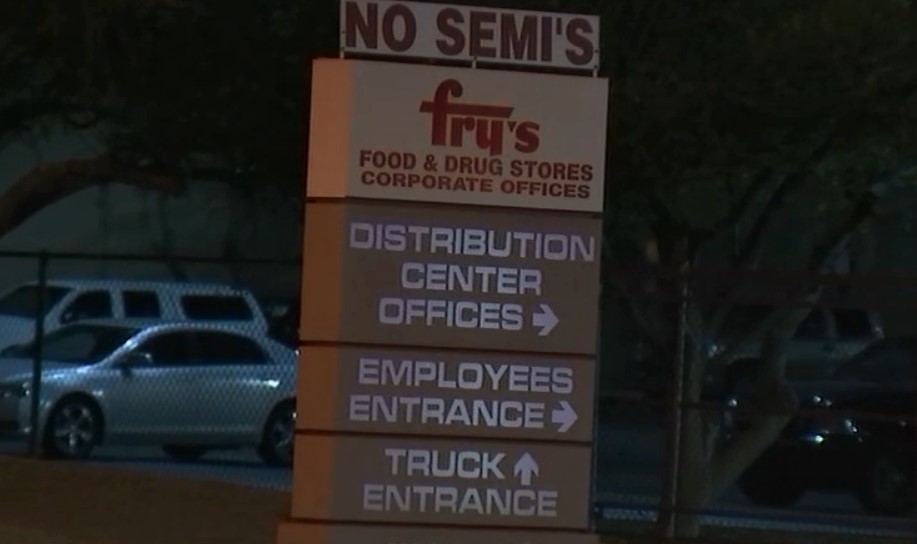 NO SEMI'S
fry's
FOOD & DRUG STORES
CORPORATE OFFICES
DISTRIBUTION
CENTER
OFFICES →
EMPLOYEES
ENTRANCE →
TRUCK ↑
ENTRANCE